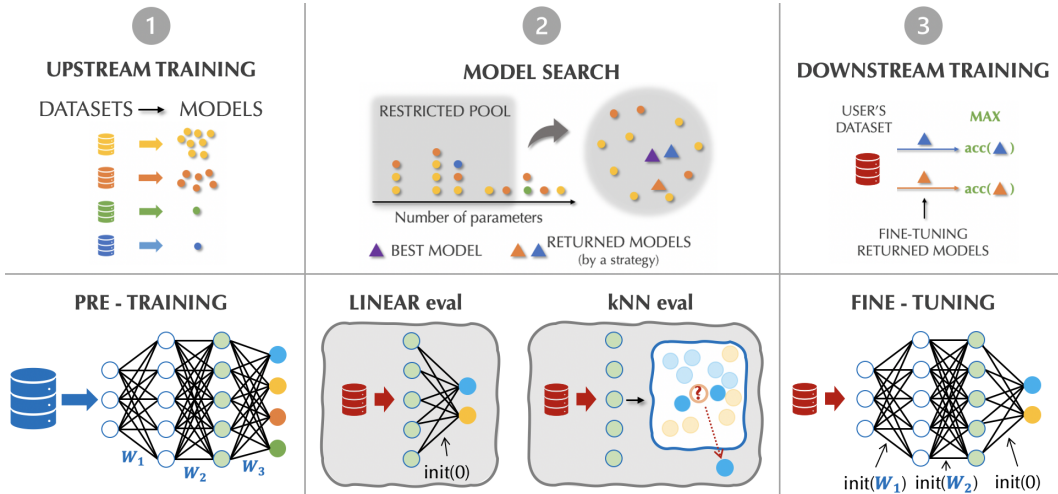 1
UPSTREAM TRAINING
DATASETS MODELS
2
MODEL SEARCH
RESTRICTED POOL
Number of parameters
BEST MODEL
RETURNED MODELS
(by a strategy)
3
DOWNSTREAM TRAINING
USER'S
DATASET
MAX
acc( )
acc( )
FINE-TUNING
RETURNED MODELS
PRE - TRAINING
W1
W2
W3
LINEAR eval
init(0)
kNN eval
?
FINE - TUNING
init(W1) init(W2) init(0)